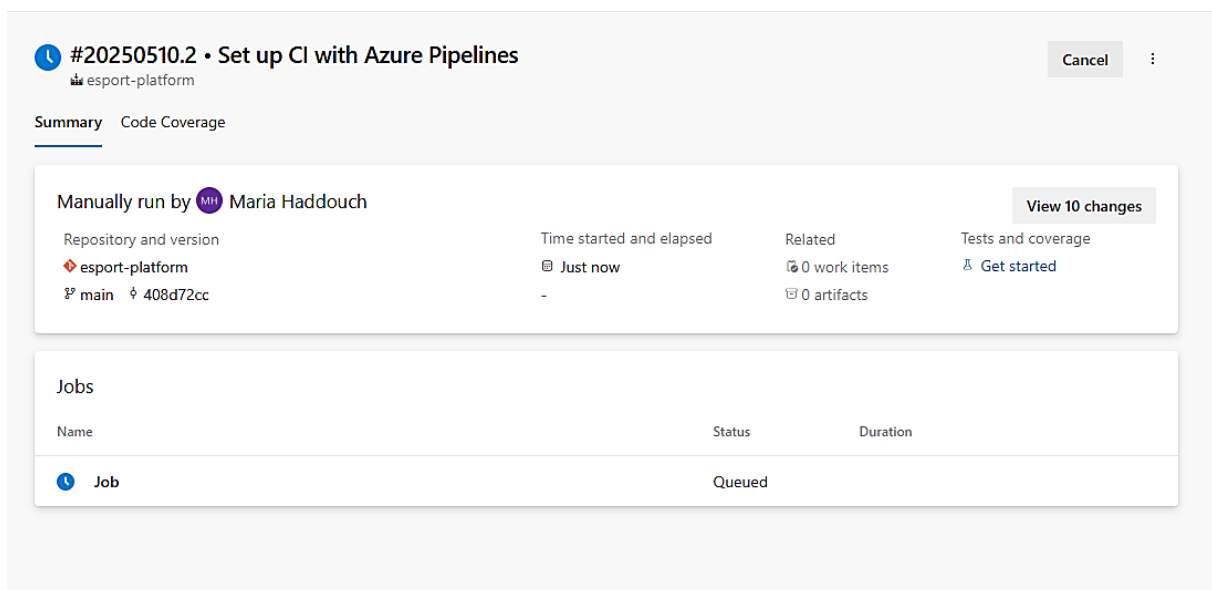 #20250510.2 • Set up CI with Azure Pipelines
Cancel
esport-platform
Summary
Code Coverage
Manually run by MH Maria Haddouch
View 10 changes
Repository and version
Time started and elapsed
Related
Tests and coverage
esport-platform
Just now
0 work items
Get started
main 408d72cc
-
0 artifacts
Jobs
Name
Status
Duration
Job
Queued